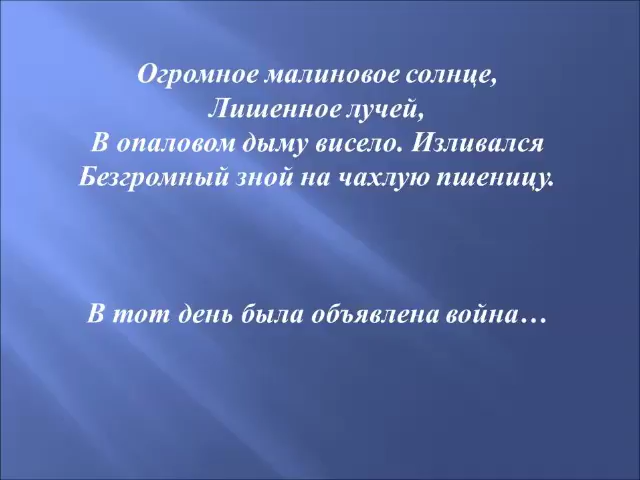 Огромное малиновое солнце,
Лишенное лучей,
В опаловом дыму висело. Изливался
Безгромный зной на чахлую пшеницу.
В тот день была объявлена война…